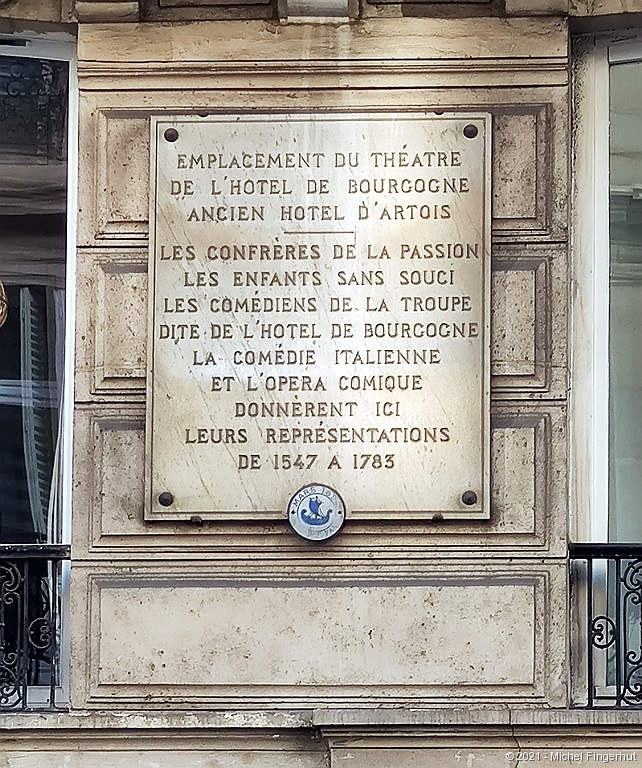 EMPLACEMENT DU THÉATRE
DE L'HOTEL DE BOURGOGNE
ANCIEN HOTEL D'ARTOIS
LES CONFRÈRES DE LA PASSION
LES ENFANTS SANS SOUCI
LES COMÉDIENS DE LA TROUPE
DITE DE L'HOTEL DE BOURGOGNE
LA COMÉDIE ITALIENNE
ET L'OPERA COMIQUE
DONNÈRENT ICI
LEURS REPRÉSENTATIONS
DE 1547 A 1783
MARS
©2021 - Michel Fingerhut